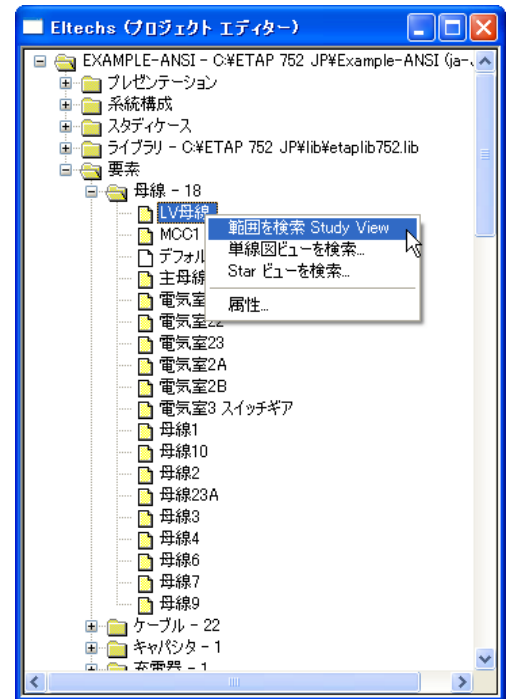 Eltechs (プロジェクト エディター)
EXAMPLE-ANSI - C:¥ETAP 752 JP¥Example-ANSI (ja-
プレゼンテーション
系統構成
スタディケース
ライブラリ - C:¥ETAP 752 JP¥lib¥etaplib752.lib
要素
母線 - 18
LV母線
範囲を検索 Study View
MCC1
単線図ビューを検索...
デフォル
Star ビューを検索...
主母線
電気室
属性...
電気室22
電気室23
電気室2A
電気室2B
電気室3 スイッチギア
母線1
母線10
母線2
母線23A
母線3
母線4
母線6
母線7
母線9
ケーブル - 22
キャパシタ - 1
充電器 - 1